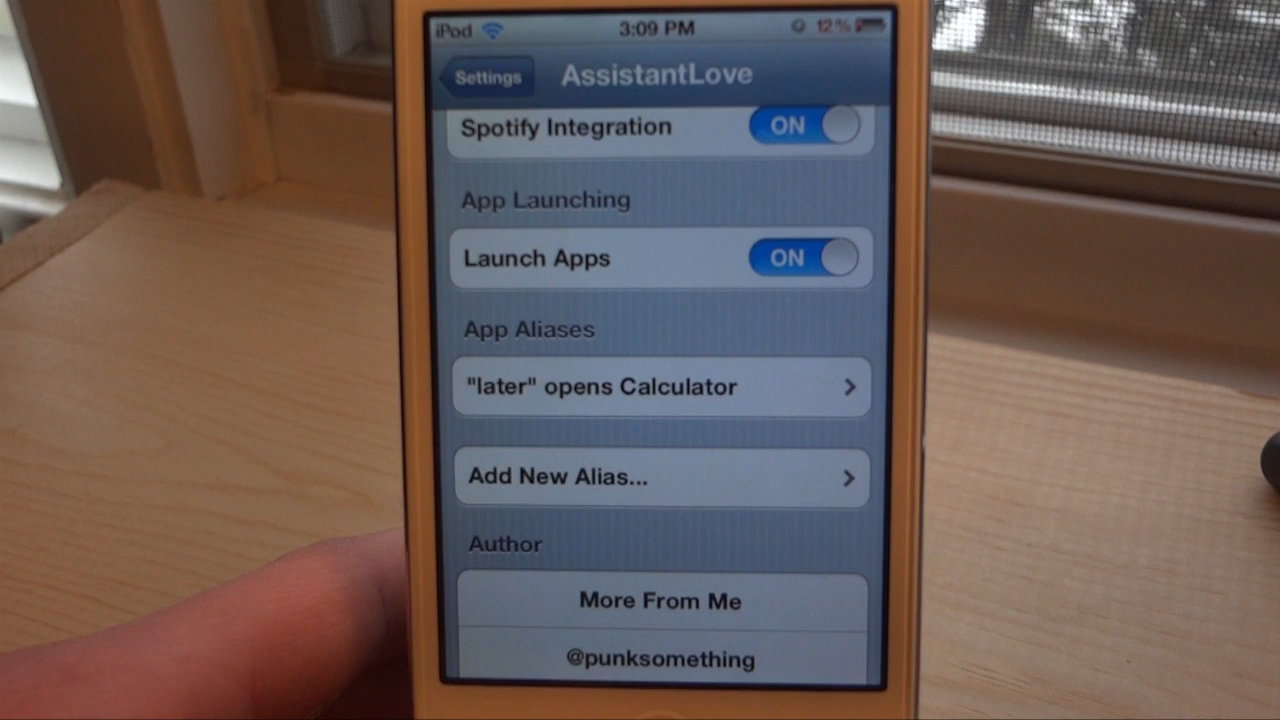 iPod 3:09 PM 12%
Settings AssistantLove
Spotify Integration ON
App Launching
Launch Apps ON
App Aliases
"later" opens Calculator
Add New Alias...
Author
More From Me
@punksomething